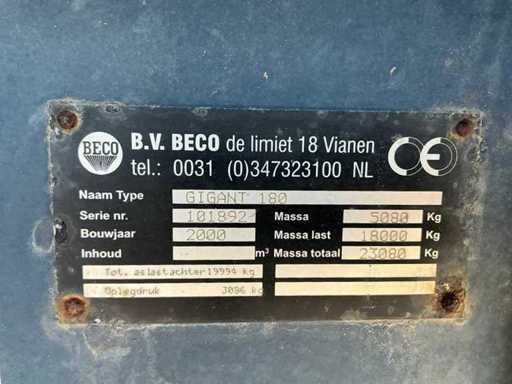 BECO
B.V. BECO de limiet 18 Vianen
tel.: 0031 (0)347323100 NL
CE
Naam Type GIGANT 180
Serie nr. 101892 Massa 5080 Kg
Bouwjaar 2000 Massa last 18000 Kg
Inhoud m³ Massa totaal 23080 Kg
Tot. aslast achter 19994 kg
Oplegdruk 3086 kg